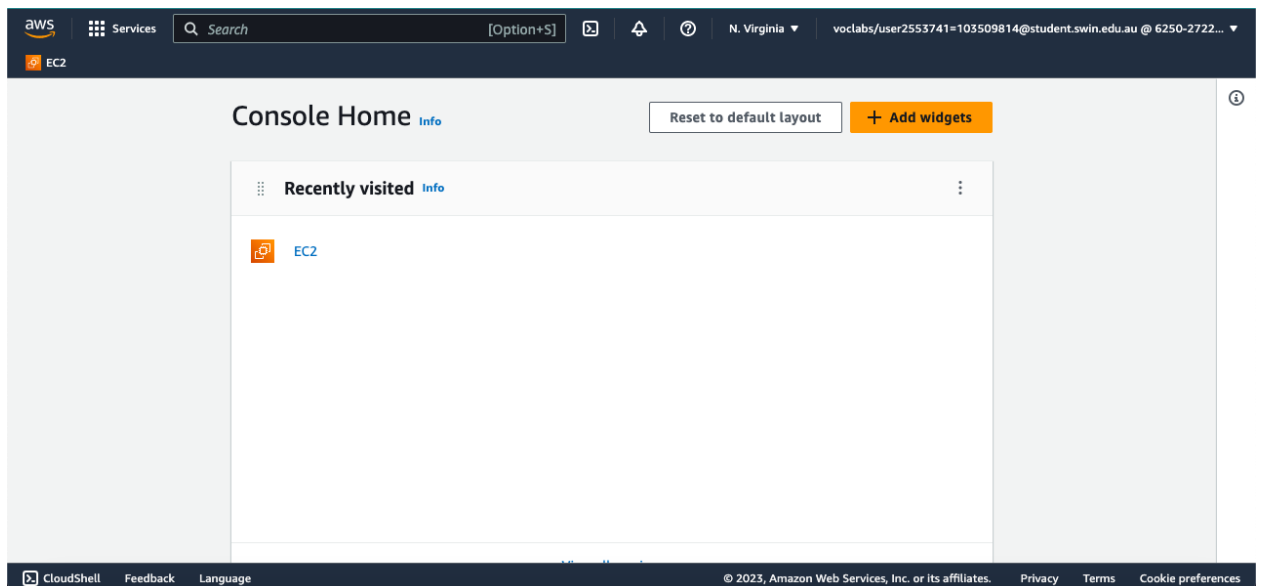 aws Services Search [Option+S] N. Virginia ▼ voclabs/user2553741=103509814@student.swin.edu.au @ 6250-2722... ▼
EC2
Console Home Info Reset to default layout + Add widgets
Recently visited Info
EC2
CloudShell Feedback Language © 2023, Amazon Web Services, Inc. or its affiliates. Privacy Terms Cookie preferences